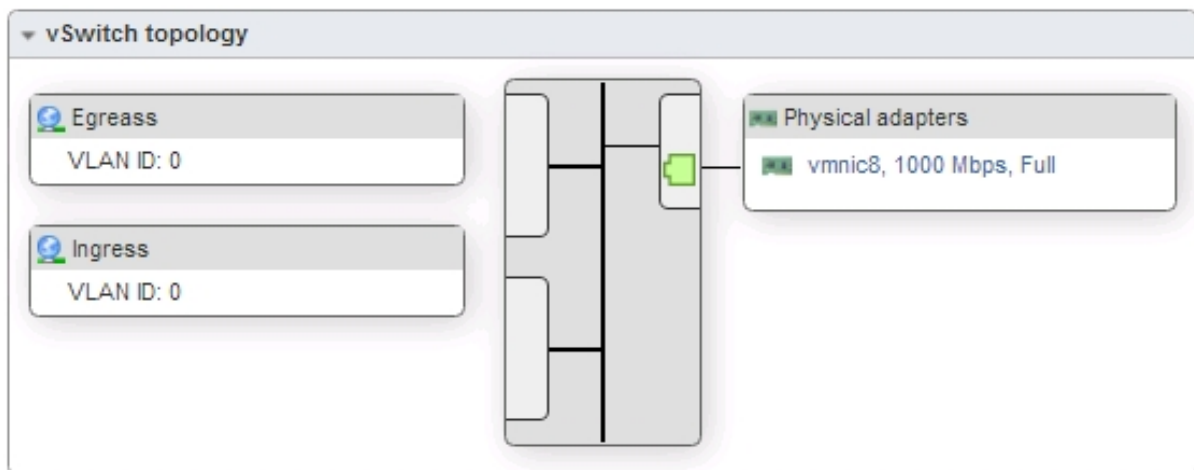 vSwitch topology
Egreass
VLAN ID: 0
Ingress
VLAN ID: 0
Physical adapters
vmnic8, 1000 Mbps, Full